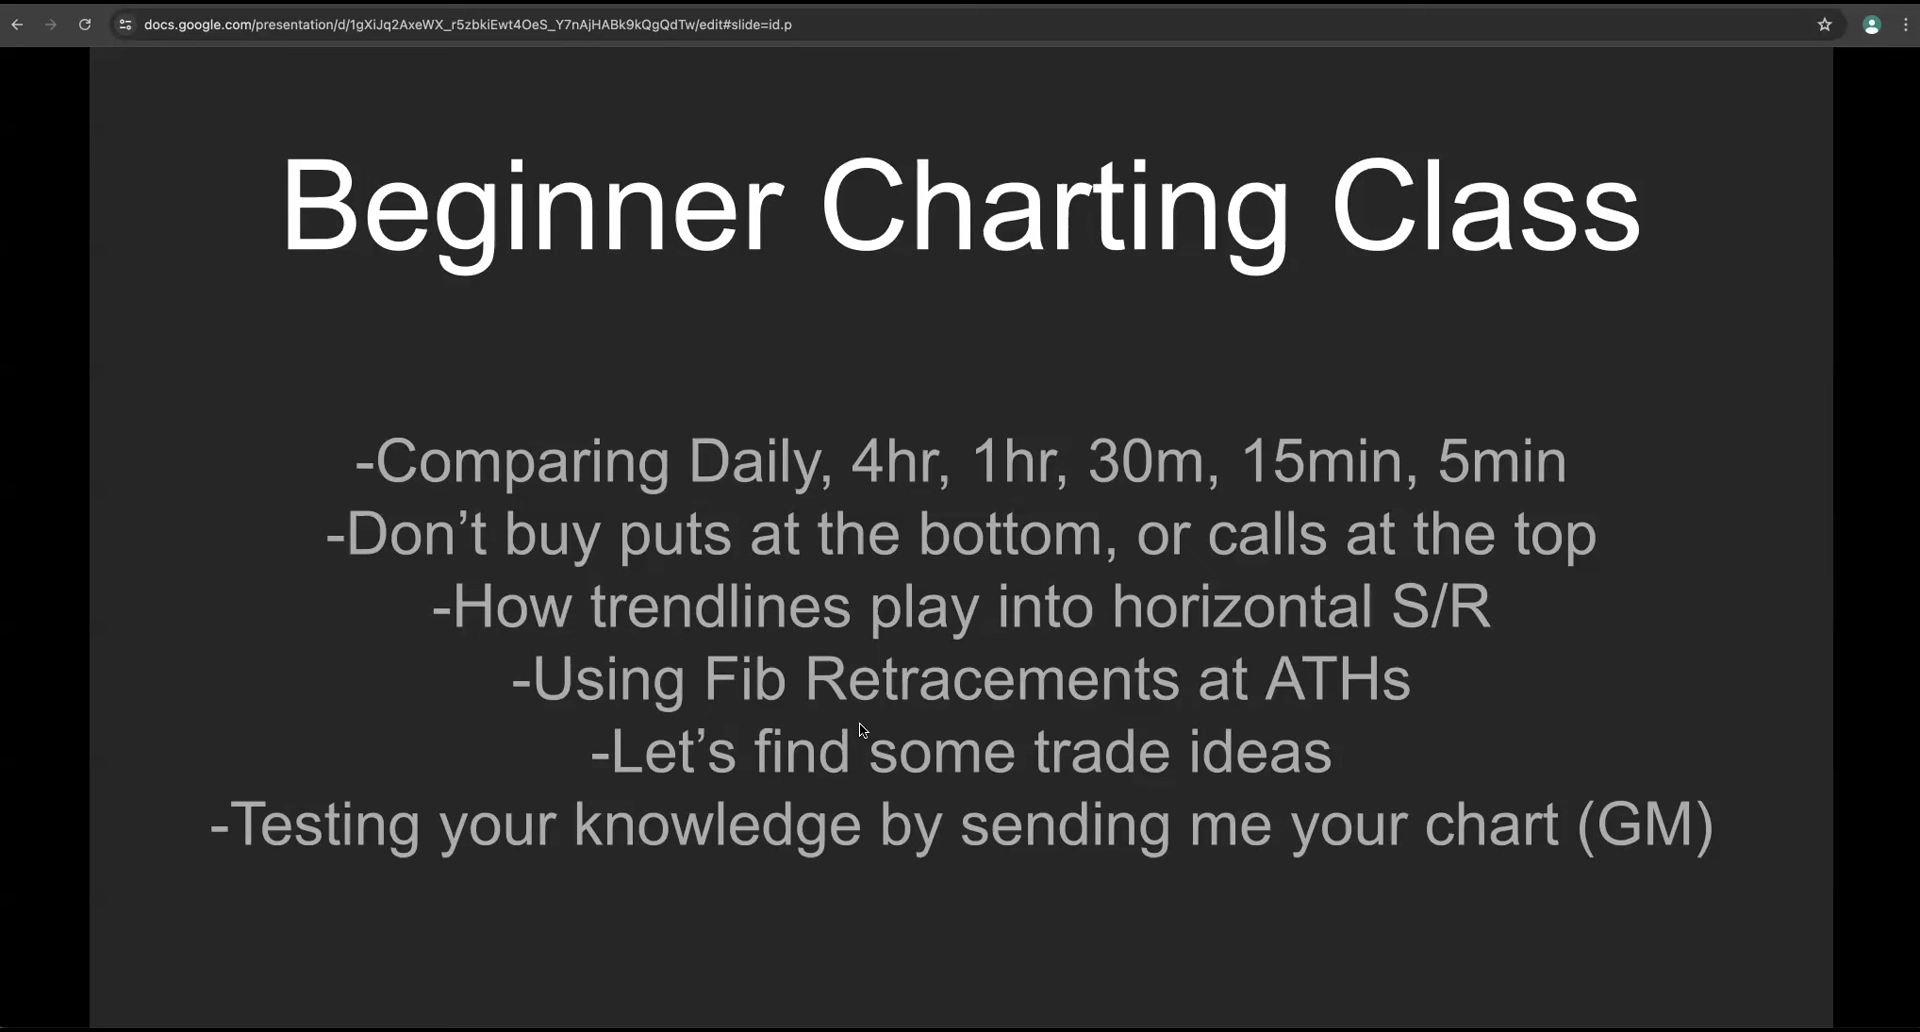 docs.google.com/presentation/d/1gXiJq2AxeWX_r5zbkiEwt4OeS_Y7nAjHABk9kQgQdTw/edit#slide=id.p
Beginner Charting Class
-Comparing Daily, 4hr, 1hr, 30m, 15min, 5min
-Don’t buy puts at the bottom, or calls at the top
-How trendlines play into horizontal S/R
-Using Fib Retracements at ATHs
-Let’s find some trade ideas
-Testing your knowledge by sending me your chart (GM)